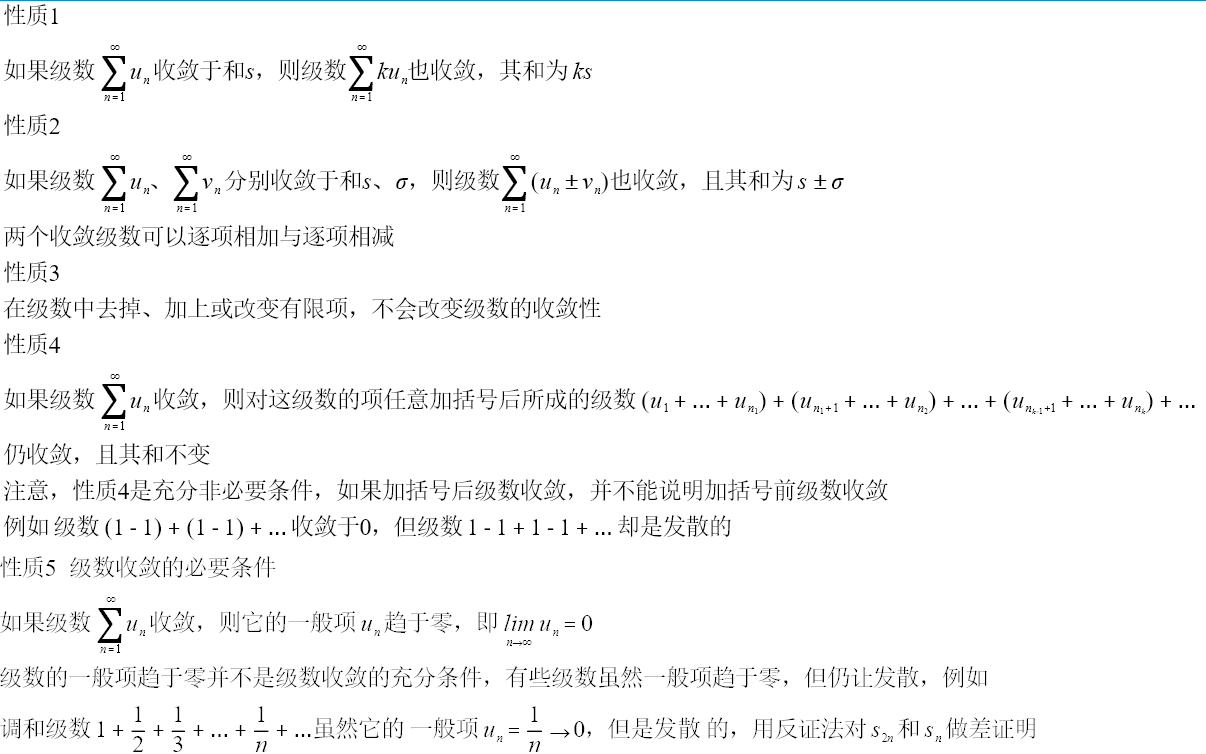 性质1
如果级数 $\sum_{n=1}^{\infty} u_n$ 收敛于和s，则级数 $\sum_{n=1}^{\infty} ku_n$ 也收敛，其和为 ks
性质2
如果级数 $\sum_{n=1}^{\infty} u_n$、$\sum_{n=1}^{\infty} v_n$ 分别收敛于和s、σ，则级数 $\sum_{n=1}^{\infty} (u_n \pm v_n)$ 也收敛，且其和为 $s \pm σ$
两个收敛级数可以逐项相加与逐项相减
性质3
在级数中去掉、加上或改变有限项，不会改变级数的收敛性
性质4
如果级数 $\sum_{n=1}^{\infty} u_n$ 收敛，则对这级数的项任意加括号后所成的级数 $(u_1 + ... + u_{n_1}) + (u_{n_1+1} + ... + u_{n_2}) + ... + (u_{n_{k-1}+1} + ... + u_{n_k}) + ...$
仍收敛，且其和不变
注意，性质4是充分非必要条件，如果加括号后级数收敛，并不能说明加括号前级数收敛
例如 级数 (1 - 1) + (1 - 1) + ... 收敛于0，但级数 1 - 1 + 1 - 1 + ... 却是发散的
性质5 级数收敛的必要条件
如果级数 $\sum_{n=1}^{\infty} u_n$ 收敛，则它的一般项 $u_n$ 趋于零，即 $\lim_{n \to \infty} u_n = 0$
级数的一般项趋于零并不是级数收敛的充分条件，有些级数虽然一般项趋于零，但仍让发散，例如
调和级数 $1 + \frac{1}{2} + \frac{1}{3} + ... + \frac{1}{n} + ...$ 虽然它的 一般项 $u_n = \frac{1}{n} \to 0$，但是发散 的，用反证法对 $s_{2n}$ 和 $s_n$ 做差证明